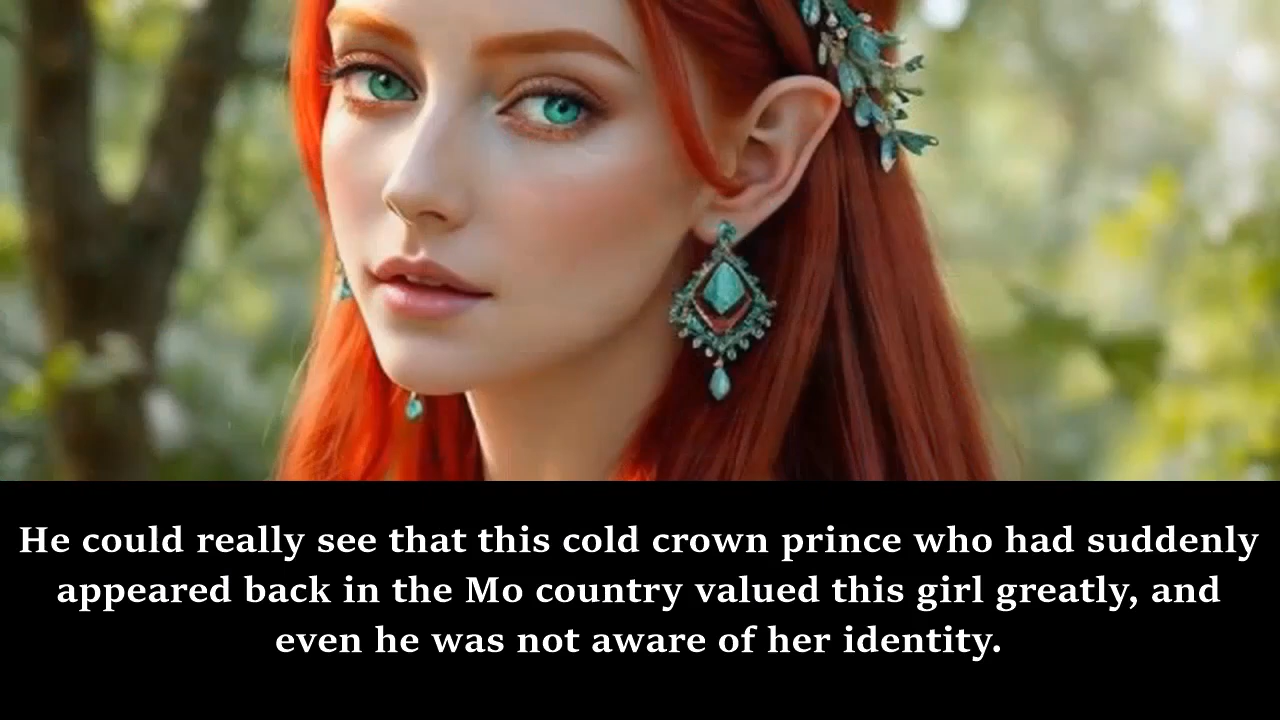 He could really see that this cold crown prince who had suddenly
appeared back in the Mo country valued this girl greatly, and
even he was not aware of her identity.